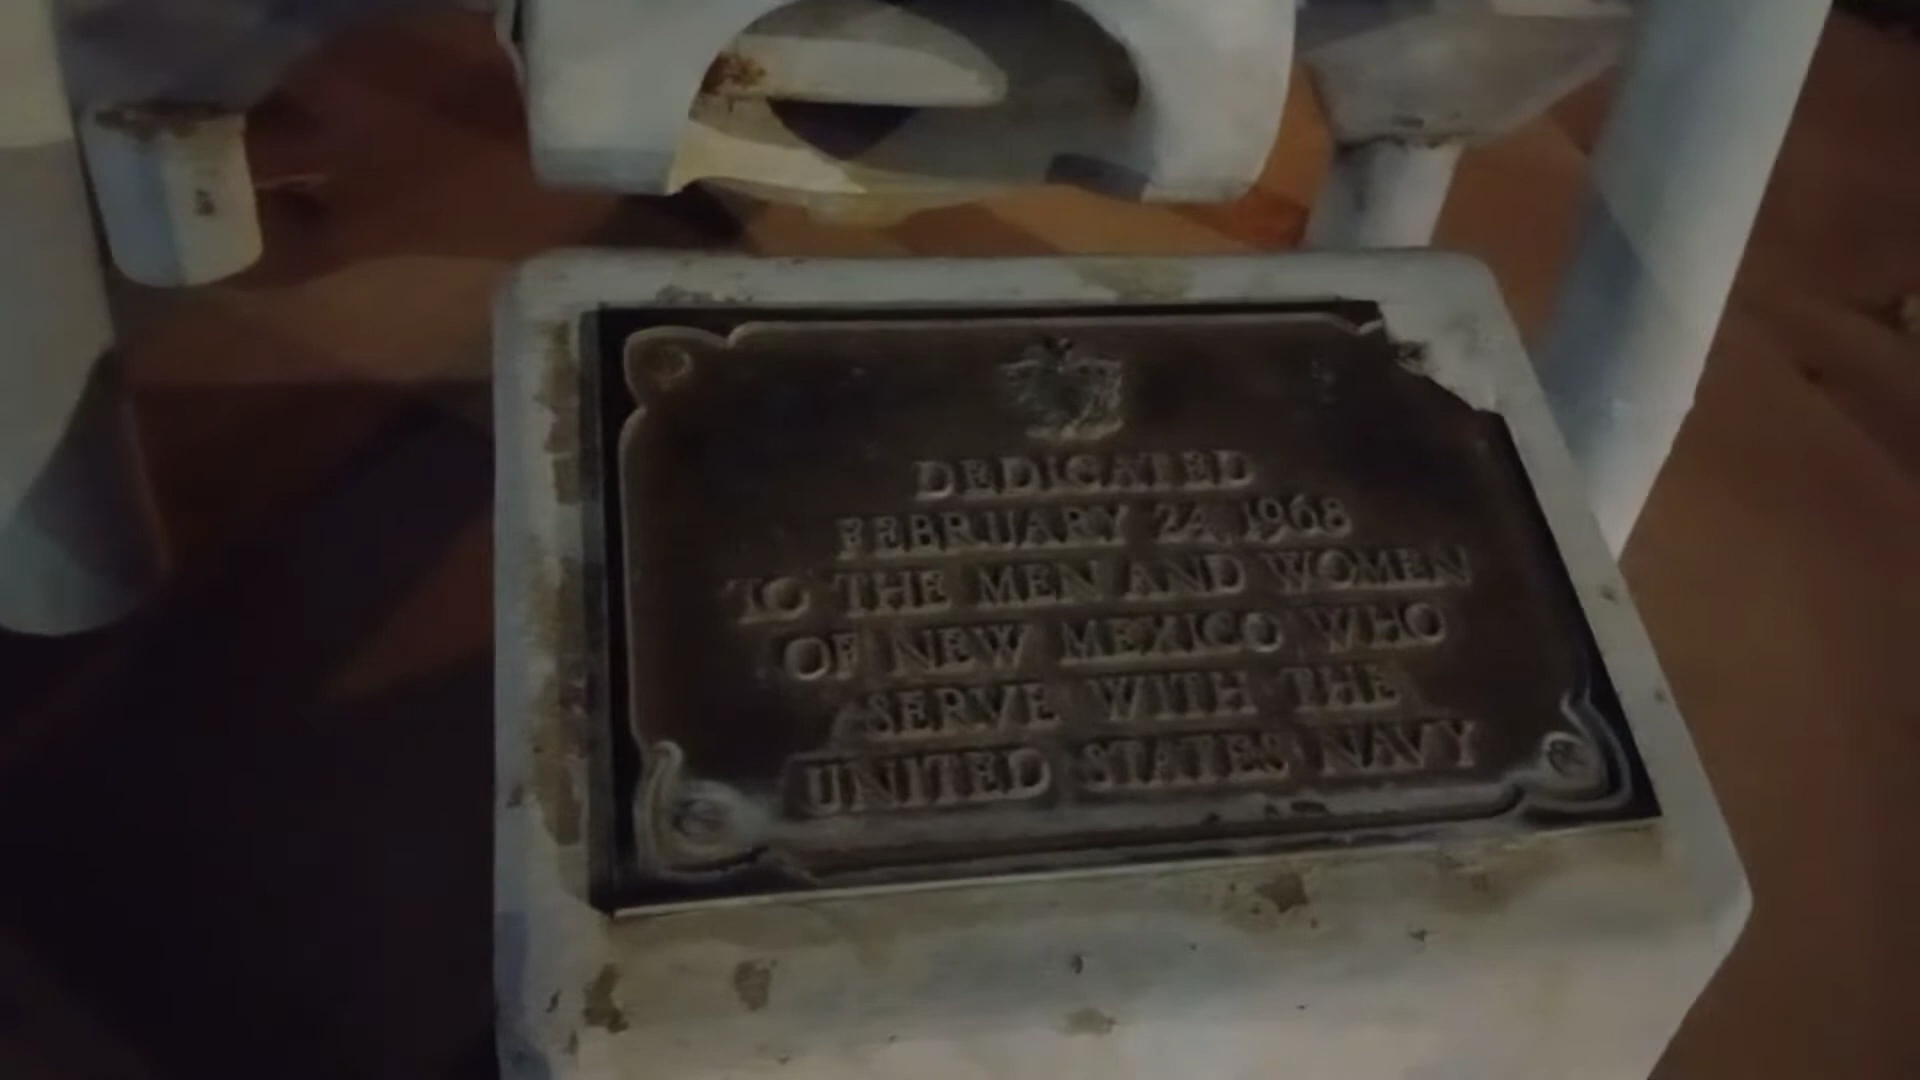 DEDICATED
FEBRUARY 24, 1968
TO THE MEN AND WOMEN
OF NEW MEXICO WHO
SERVE WITH THE
UNITED STATES NAVY